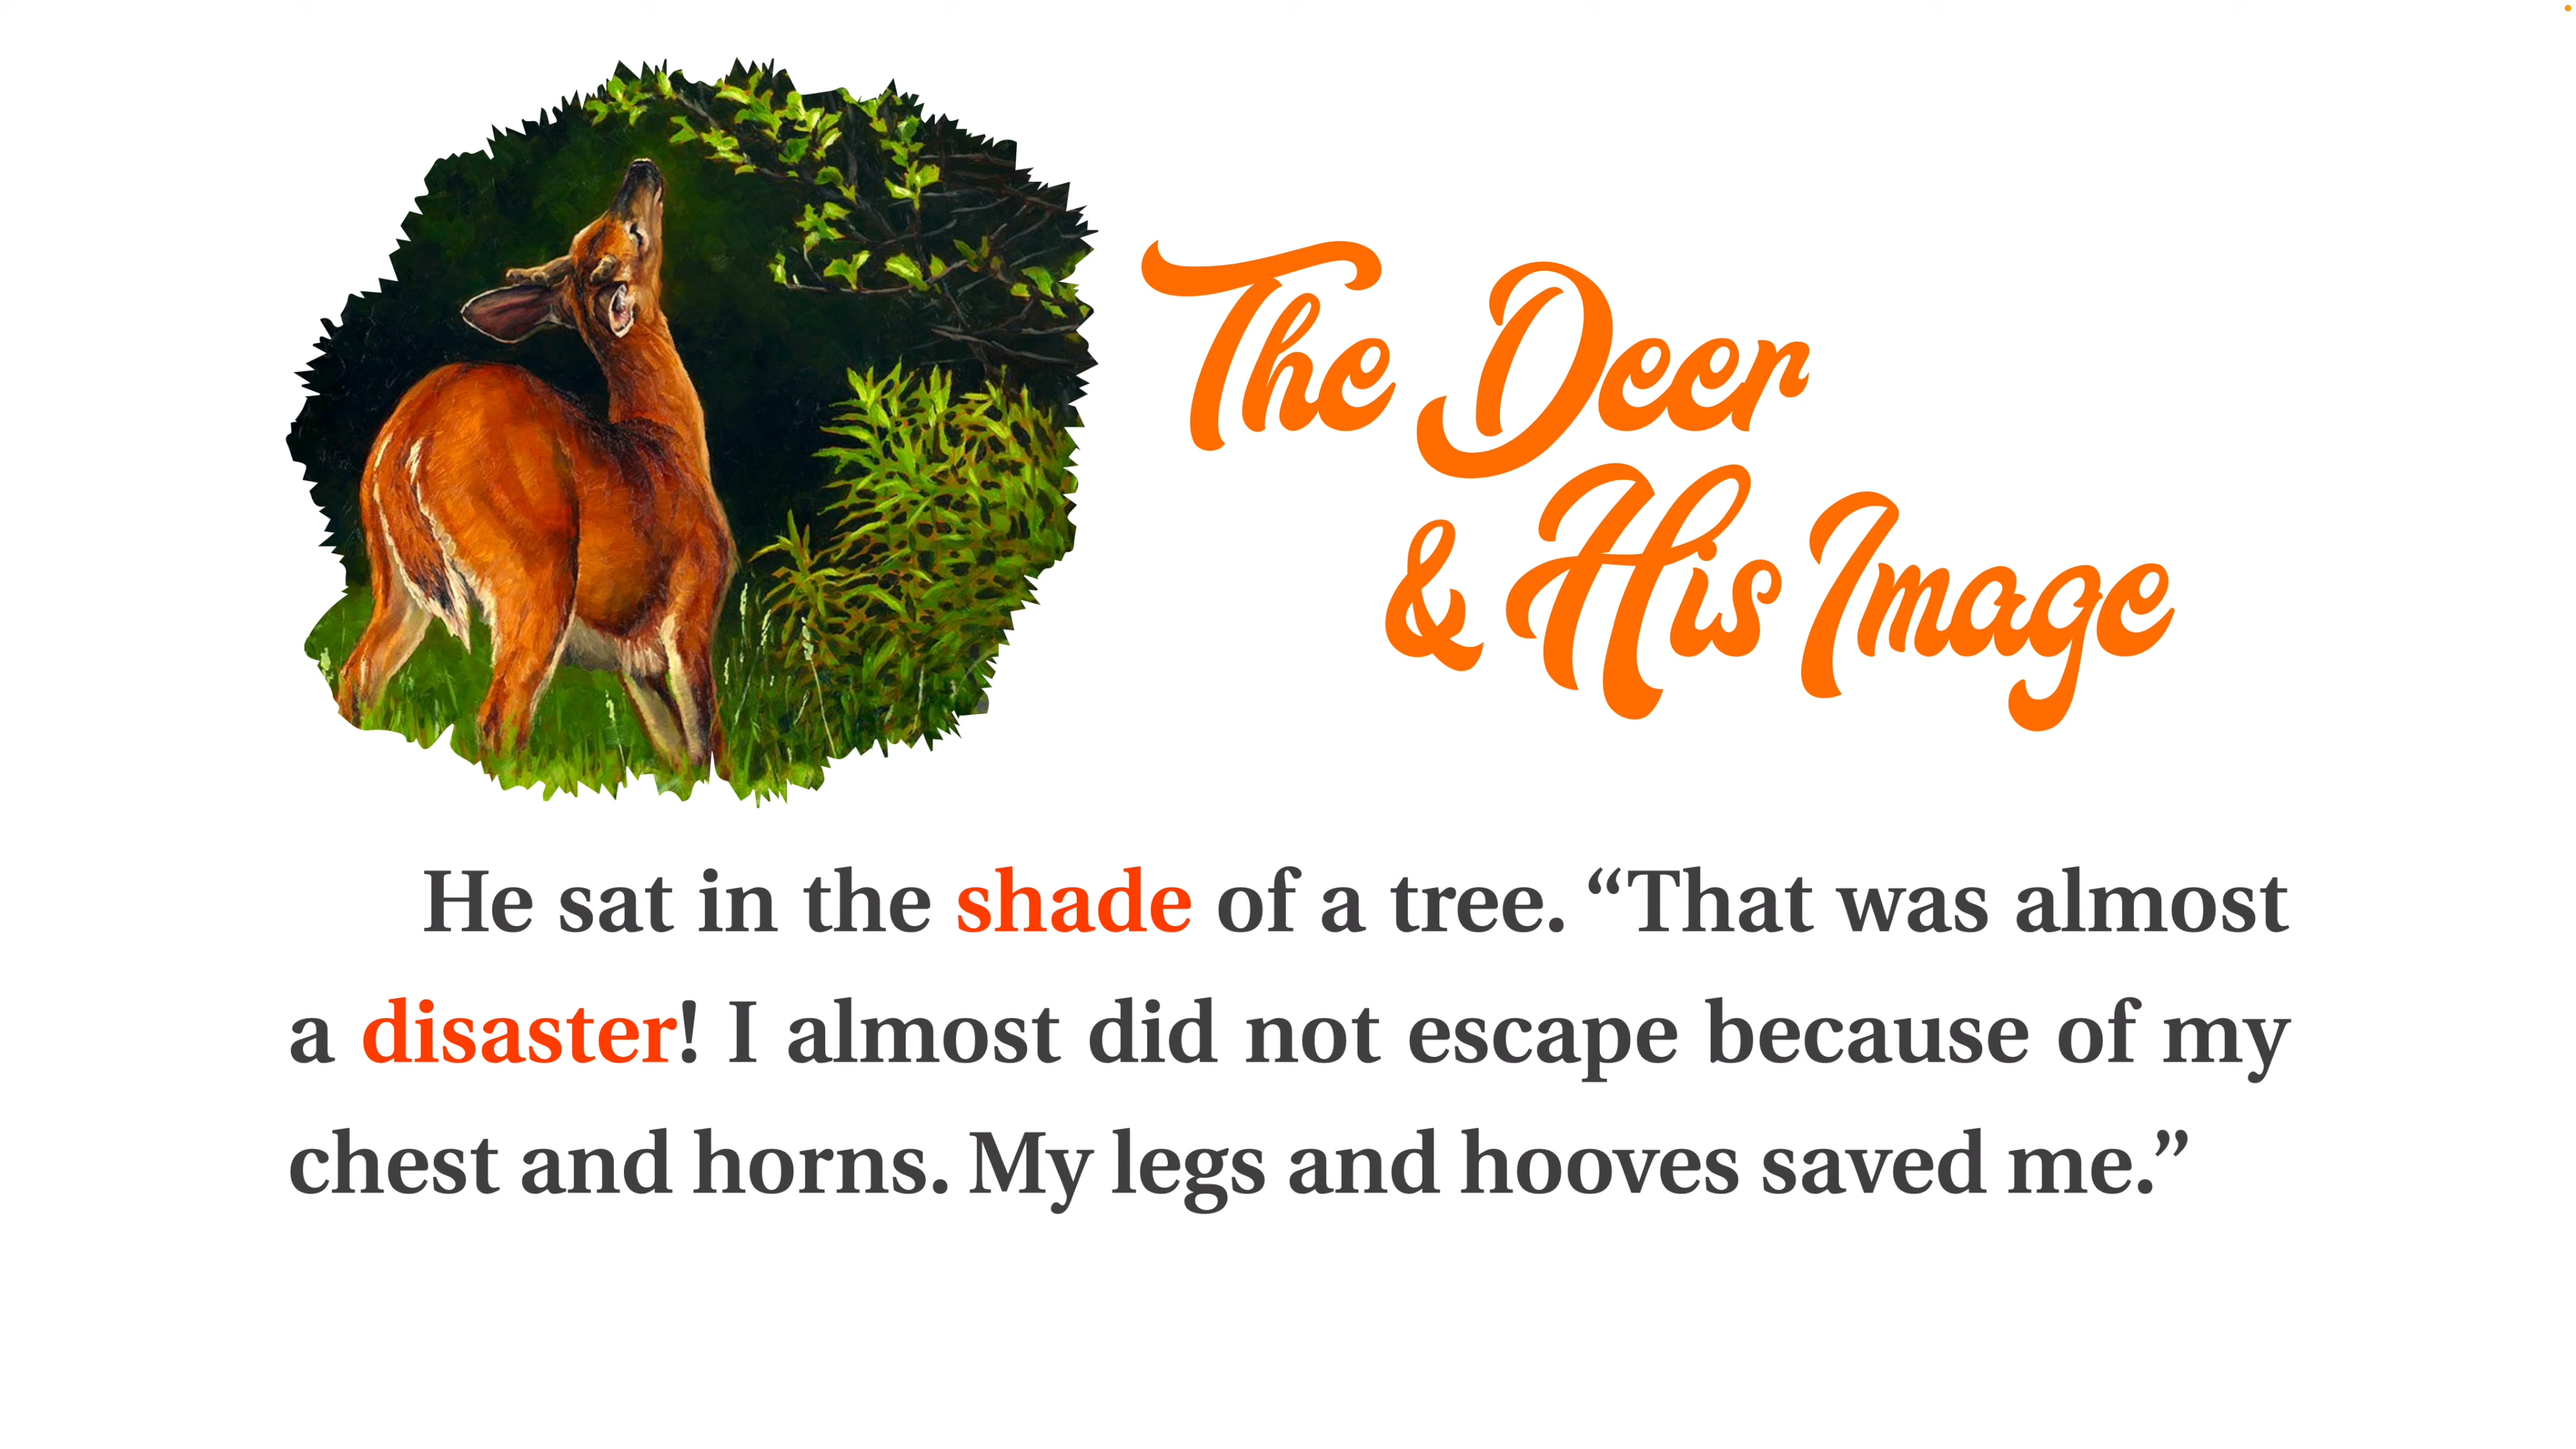 The Deer
& His Image
He sat in the shade of a tree. “That was almost
a disaster! I almost did not escape because of my
chest and horns. My legs and hooves saved me.”